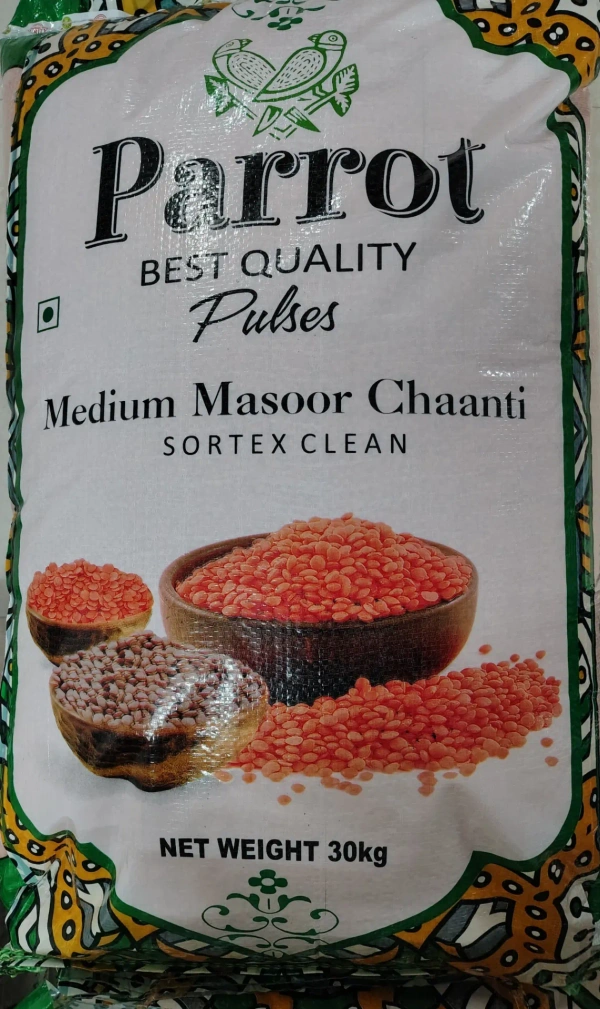 Parrot
BEST QUALITY
Pulses
Medium Masoor Chaanti
SORTEX CLEAN
NET WEIGHT 30kg